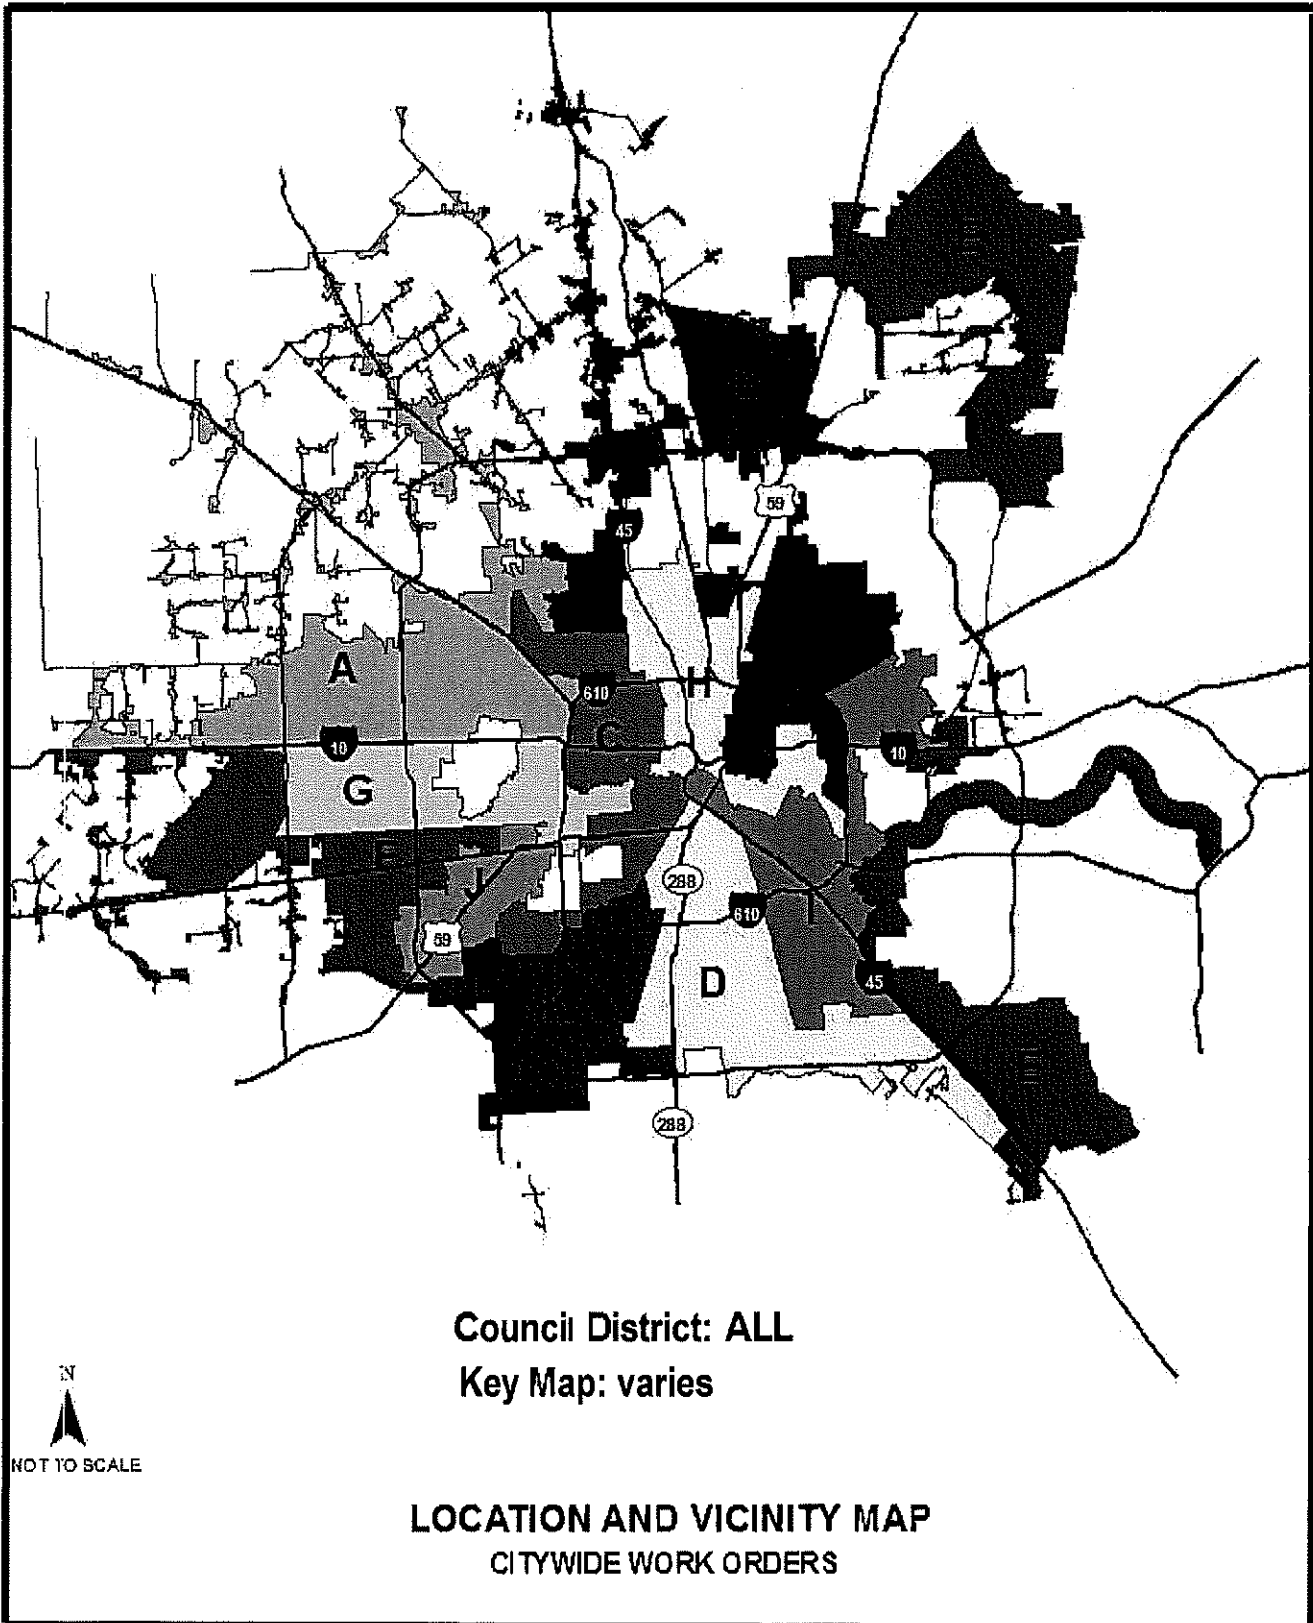 E
59
45
A
610
H
C
10
10
G
F
J
288
610
I
59
D
45
E
288
Council District: ALL
Key Map: varies
N
NOT TO SCALE
LOCATION AND VICINITY MAP
CITYWIDE WORK ORDERS